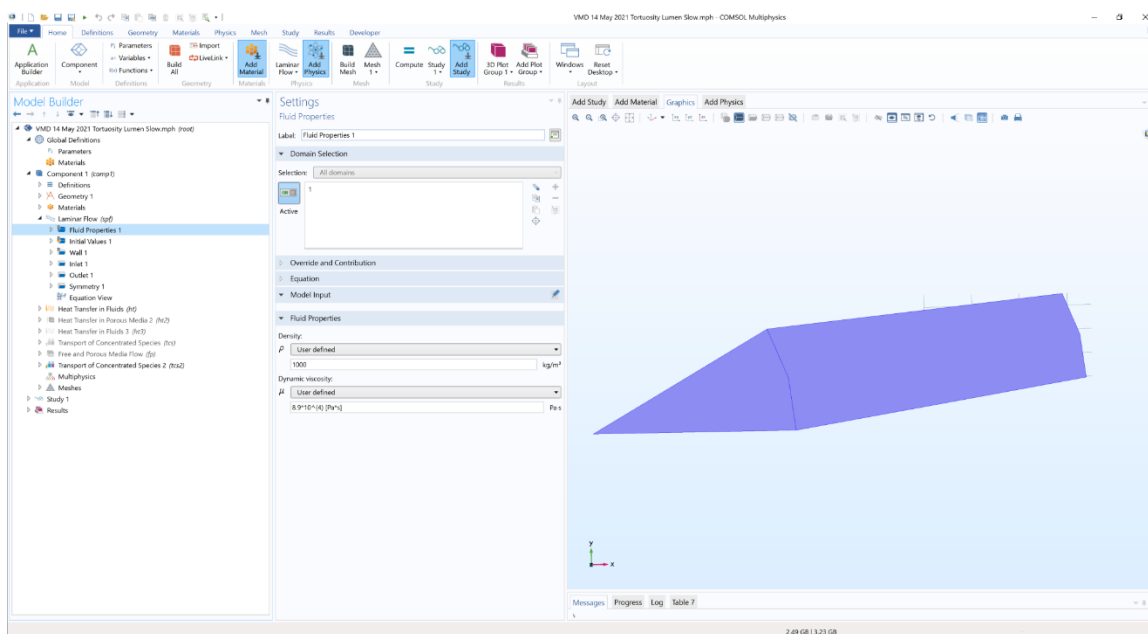 VMD 14 May 2021 Tertuosity Lumen Slow.mph - COMSOL Multiphysics
File Home Definitions Geometry Materials Physics Mesh Study Results Developer
Application Builder
Component
Pi Parameters
a= Variables
f(x) Functions
Build All
Import
LiveLink
Add Material
Laminar Flow
Add Physics
Build Mesh
Mesh 1
Compute
Study 1
Add Study
3D Plot Group 1
Add Plot Group
Windows
Reset Desktop
Application Model Definitions Geometry Materials Physics Mesh Study Results Layout
Model Builder
VMD 14 May 2021 Tertuosity Lumen Slow.mph (root)
Global Definitions
Pi Parameters
Materials
Component 1 (comp1)
Definitions
Geometry 1
Materials
Laminar Flow (spf)
Fluid Properties 1
Initial Values 1
Wall 1
Inlet 1
Outlet 1
Symmetry 1
Equation View
Heat Transfer in Fluids (ht)
Heat Transfer in Porous Media 2 (ht2)
Heat Transfer in Fluids 3 (ht3)
Transport of Concentrated Species (tcs)
Free and Porous Media Flow (fp)
Transport of Concentrated Species 2 (tcs2)
Multiphysics
Meshes
Study 1
Results
Settings
Fluid Properties
Label: Fluid Properties 1
Domain Selection
Selection: All domains
1
Active
Override and Contribution
Equation
Model Input
Fluid Properties
Density:
ρ User defined
1000 kg/m³
Dynamic viscosity:
μ User defined
8.9*10^(4) [Pa*s] Pa·s
Add Study Add Material Graphics Add Physics
y
x
Messages Progress Log Table 7
2.49 GB | 3.23 GB